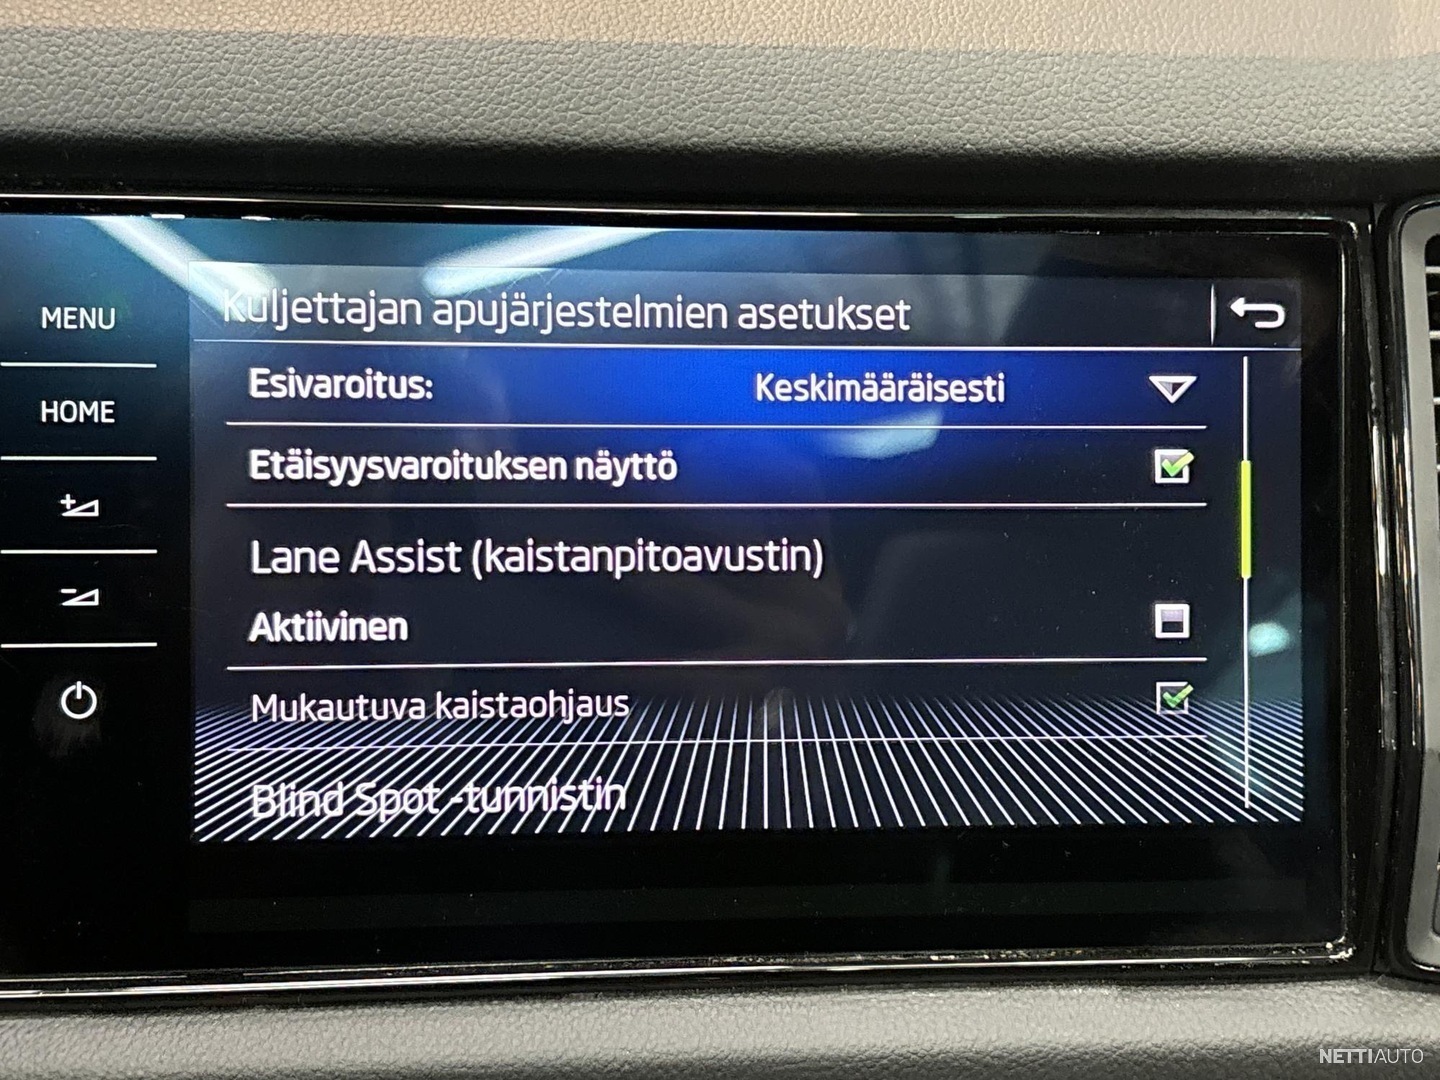 MENU
HOME
Kuljettajan apujärjestelmien asetukset
Esivaroitus: Keskimääräisesti
Etäisyysvaroituksen näyttö
Lane Assist (kaistanpitoavustin)
Aktiivinen
Mukautuva kaistaohjaus
Blind Spot -tunnistin
NETTIAUTO